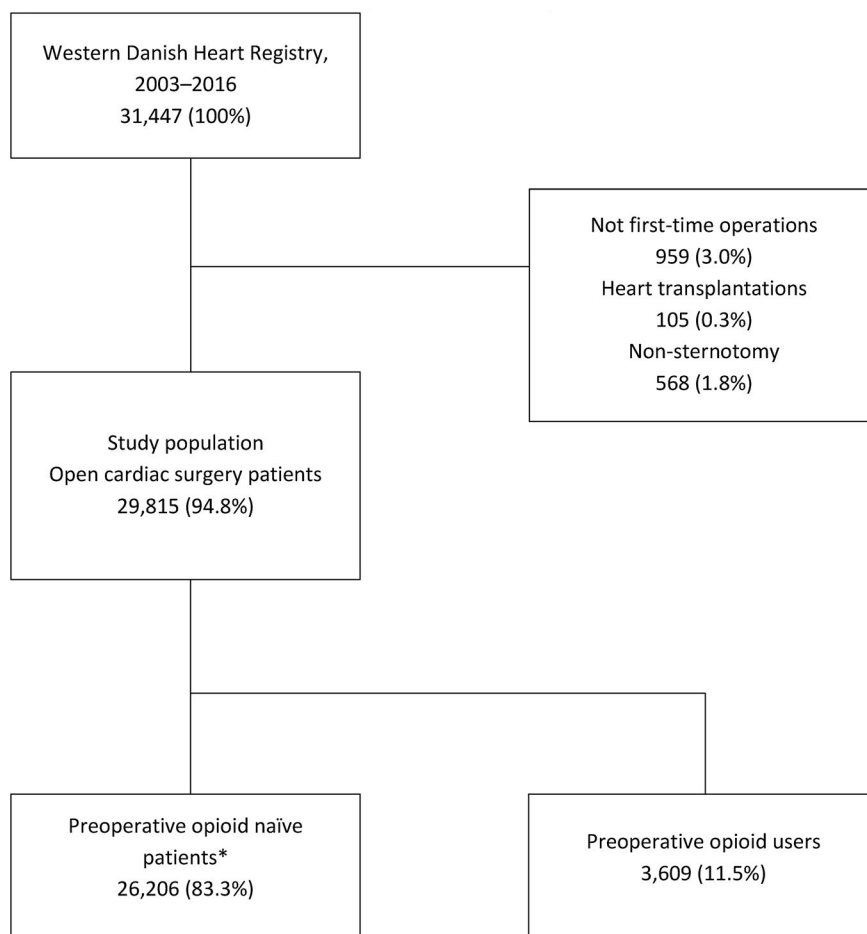 Western Danish Heart Registry,
2003–2016
31,447 (100%)
Not first-time operations
959 (3.0%)
Heart transplantations
105 (0.3%)
Non-sternotomy
568 (1.8%)
Study population
Open cardiac surgery patients
29,815 (94.8%)
Preoperative opioid naïve
patients*
26,206 (83.3%)
Preoperative opioid users
3,609 (11.5%)